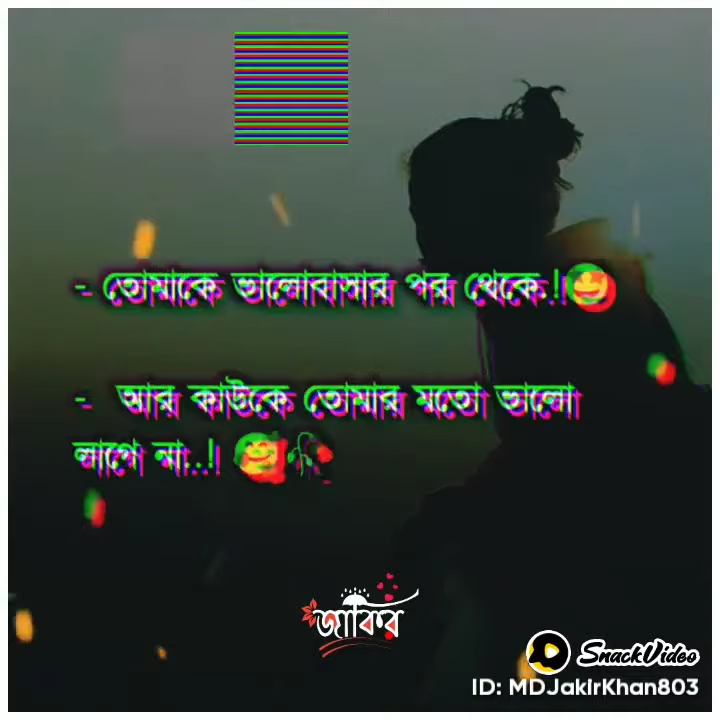 - তোমাকে ভালোবাসার পর থেকে.!🥰
- আর কাউকে তোমার মতো ভালো
লাগে না..! 🥰🥀
জাকির
SnackVideo
ID: MDJakirKhan803